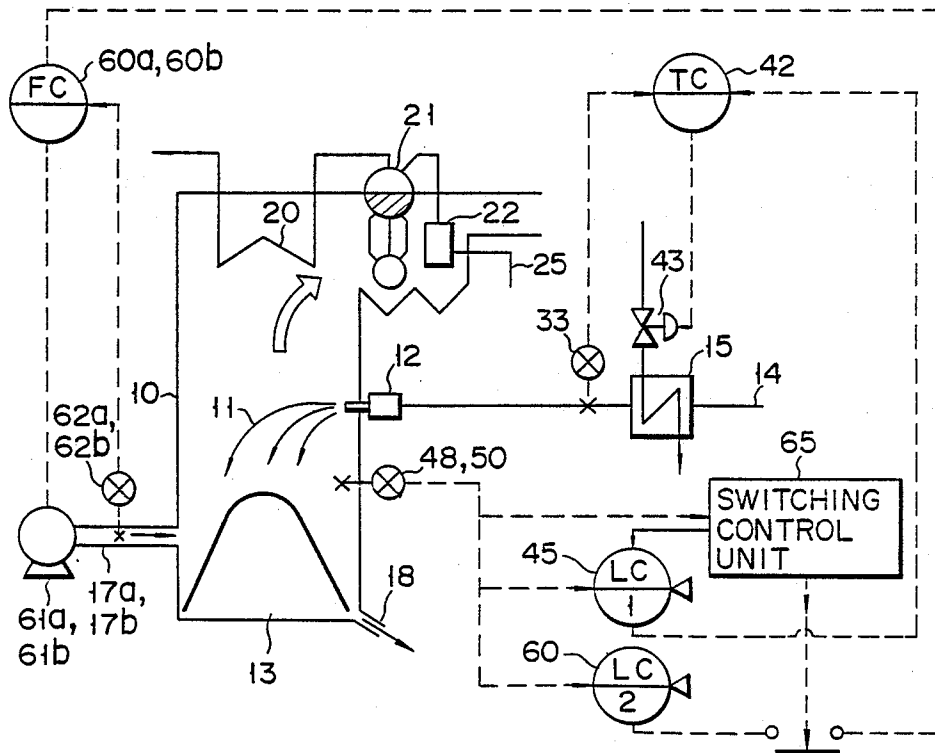 60a, 60b
FC
TC
42
21
20
22
25
43
33
15
14
12
10
11
62a,
62b
48,50
65
SWITCHING
CONTROL
UNIT
45
LC
1
61a,
61b
17a,
17b
18
13
60
LC
2